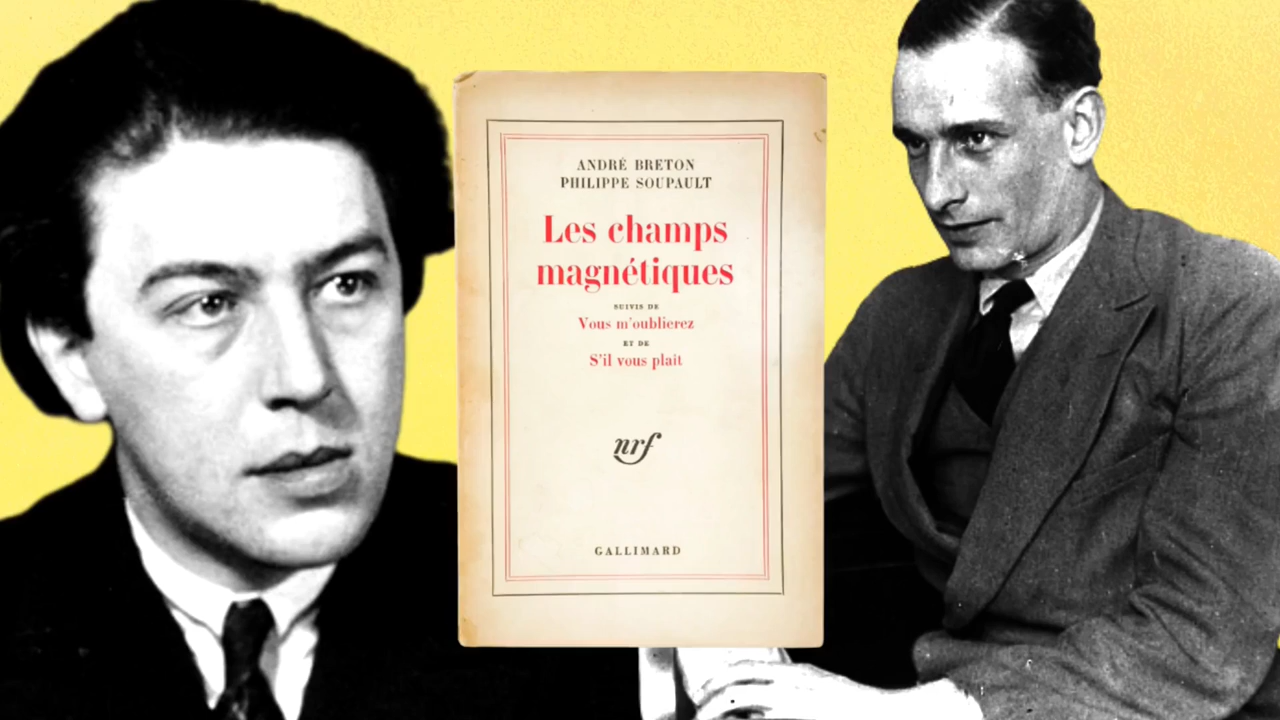 ANDRÉ BRETON
PHILIPPE SOUPAULT
Les champs
magnétiques
SUIVIS DE
Vous m'oublierez
ET DE
S'il vous plait
nrf
GALLIMARD